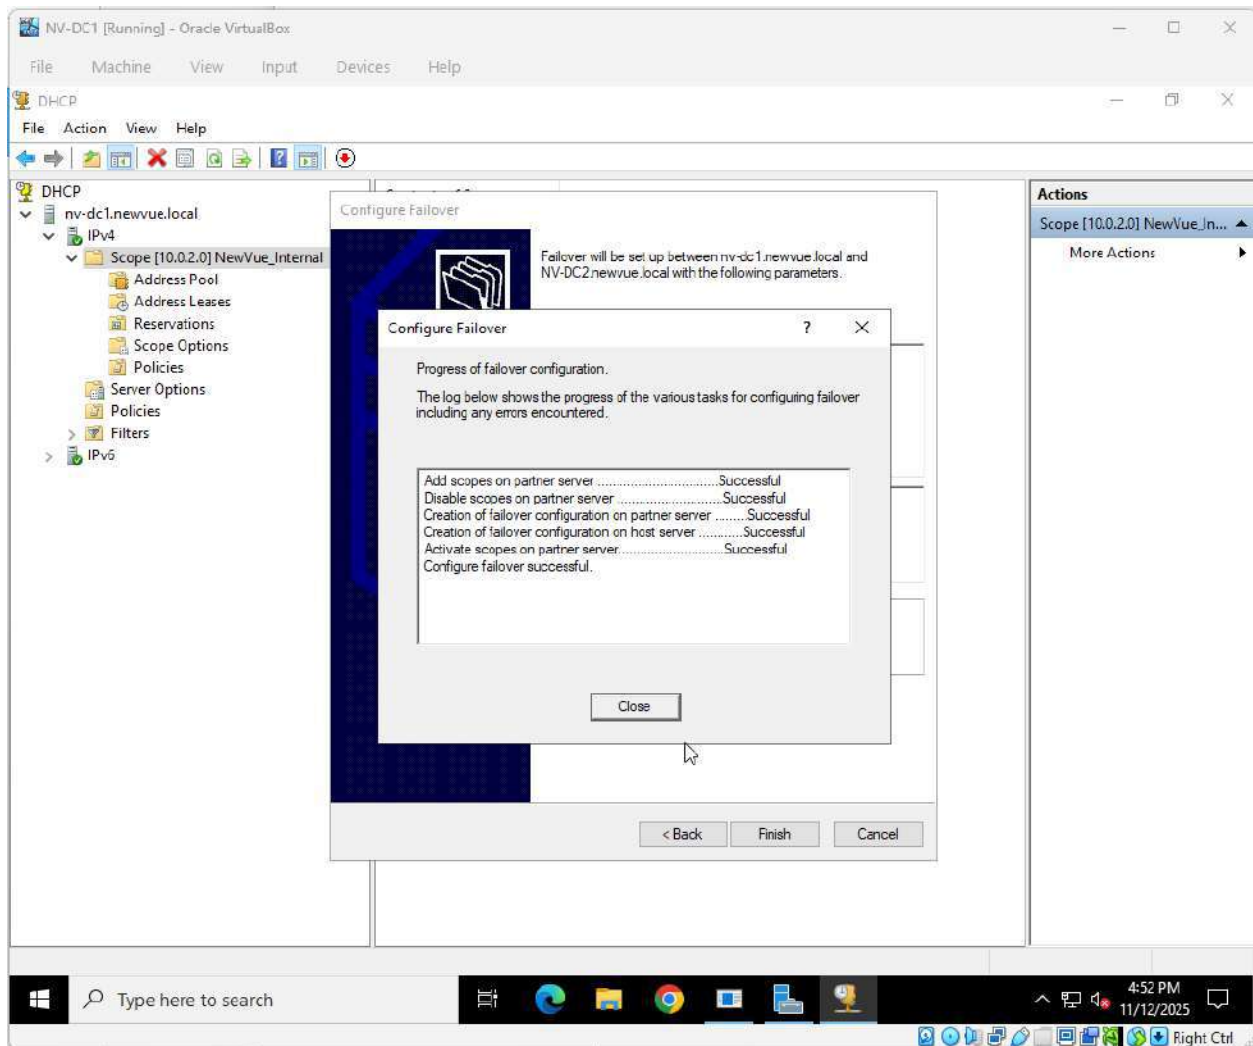 NV-DC1 [Running] - Oracle VirtualBox
File Machine View Input Devices Help
DHCP
File Action View Help
DHCP
nv-dc1.newvue.local
IPv4
Scope [10.0.2.0] NewVue_Internal
Address Pool
Address Leases
Reservations
Scope Options
Policies
Server Options
Policies
Filters
IPv6
Configure Failover
Failover will be set up between nv-dc1.newvue.local and
NV-DC2.newvue.local with the following parameters.
Configure Failover
?
Progress of failover configuration.
The log below shows the progress of the various tasks for configuring failover
including any errors encountered.
Add scopes on partner server ................................Successful
Disable scopes on partner server ............................Successful
Creation of failover configuration on partner server .........Successful
Creation of failover configuration on host server ............Successful
Activate scopes on partner server............................Successful
Configure failover successful.
Close
< Back Finish Cancel
Actions
Scope [10.0.2.0] NewVue_In...
More Actions
Type here to search
4:52 PM
11/12/2025
Right Ctrl